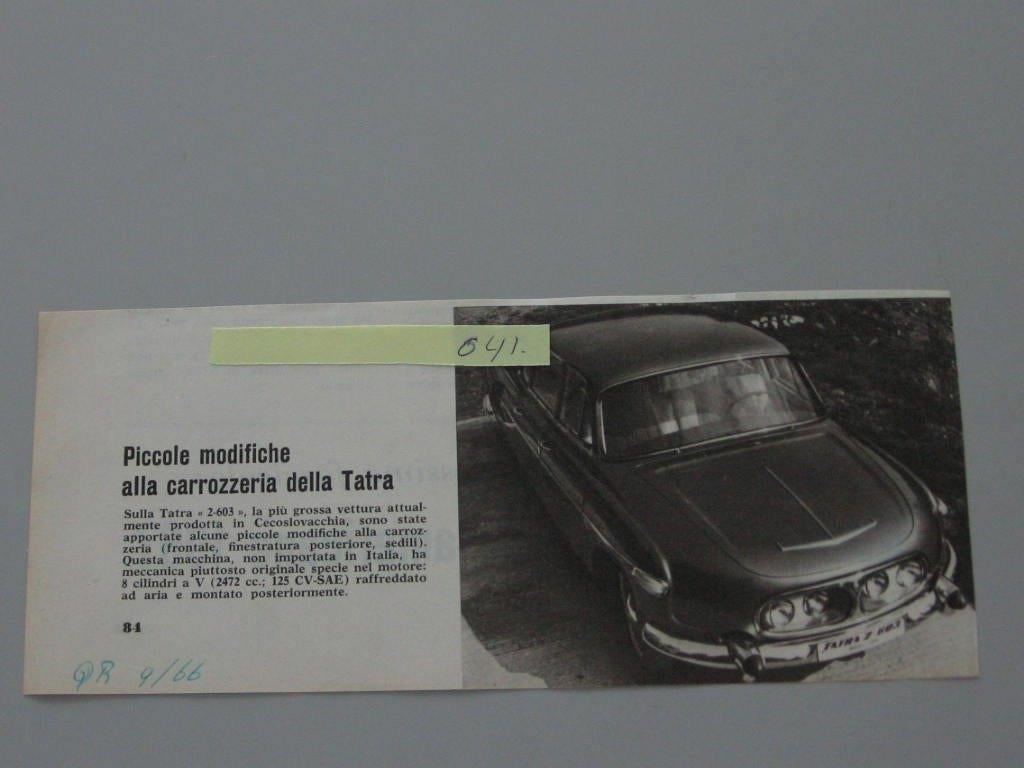 641.
Piccole modifiche
alla carrozzeria della Tatra
Sulla Tatra « 2-603 », la più grossa vettura attual-
mente prodotta in Cecoslovacchia, sono state
apportate alcune piccole modifiche alla carroz-
zeria (frontale, finestratura posteriore, sedili).
Questa macchina, non importata in Italia, ha
meccanica piuttosto originale specie nel motore:
8 cilindri a V (2472 cc.; 125 CV-SAE) raffreddato
ad aria e montato posteriormente.
84
QR 9/66
TATRA 2 603